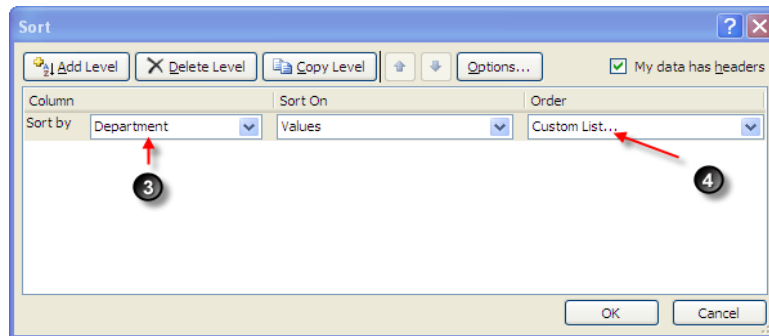 Sort
Add Level Delete Level Copy Level Options... My data has headers
Column Sort On Order
Sort by Department Values Custom List...
3 4
OK Cancel